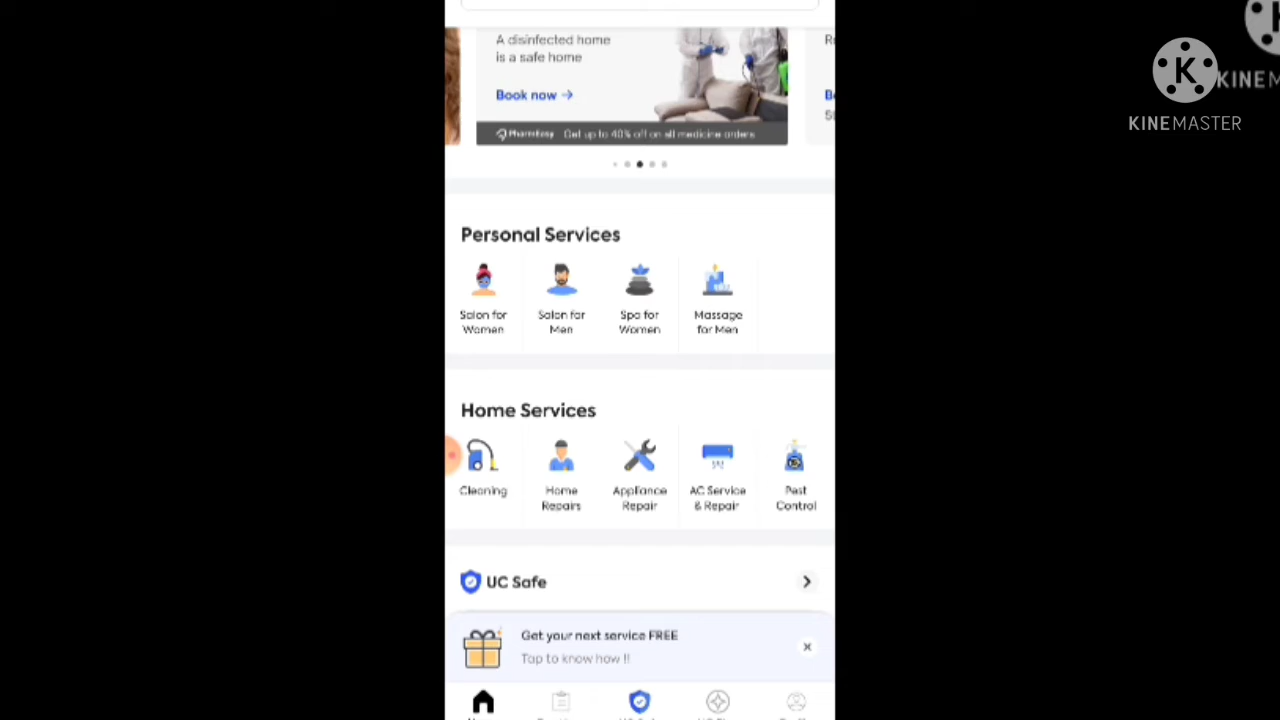 A disinfected home
is a safe home
Book now →
PharmEasy Get up to 40% off on all medicine orders
KINEMASTER
Personal Services
Salon for Women
Salon for Men
Spa for Women
Massage for Men
Home Services
Cleaning
Home Repairs
Appliance Repair
AC Service & Repair
Pest Control
UC Safe
Get your next service FREE
Tap to know how !!